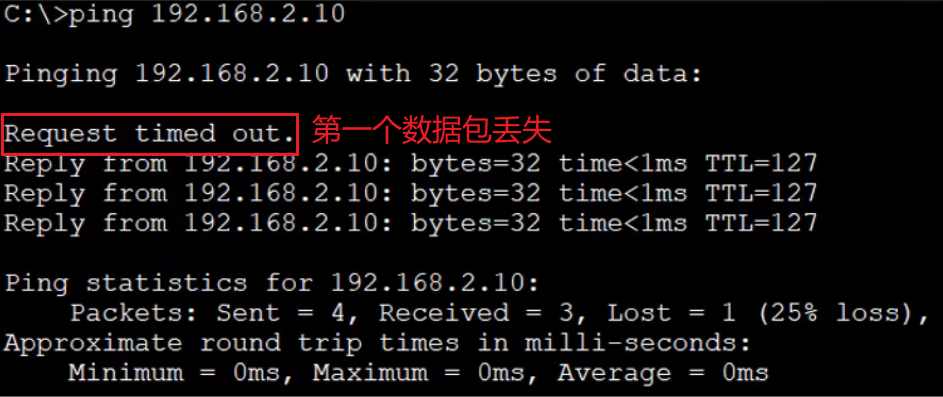 C:\>ping 192.168.2.10
Pinging 192.168.2.10 with 32 bytes of data:
Request timed out. 第一个数据包丢失
Reply from 192.168.2.10: bytes=32 time<1ms TTL=127
Reply from 192.168.2.10: bytes=32 time<1ms TTL=127
Reply from 192.168.2.10: bytes=32 time<1ms TTL=127
Ping statistics for 192.168.2.10:
Packets: Sent = 4, Received = 3, Lost = 1 (25% loss),
Approximate round trip times in milli-seconds:
Minimum = 0ms, Maximum = 0ms, Average = 0ms